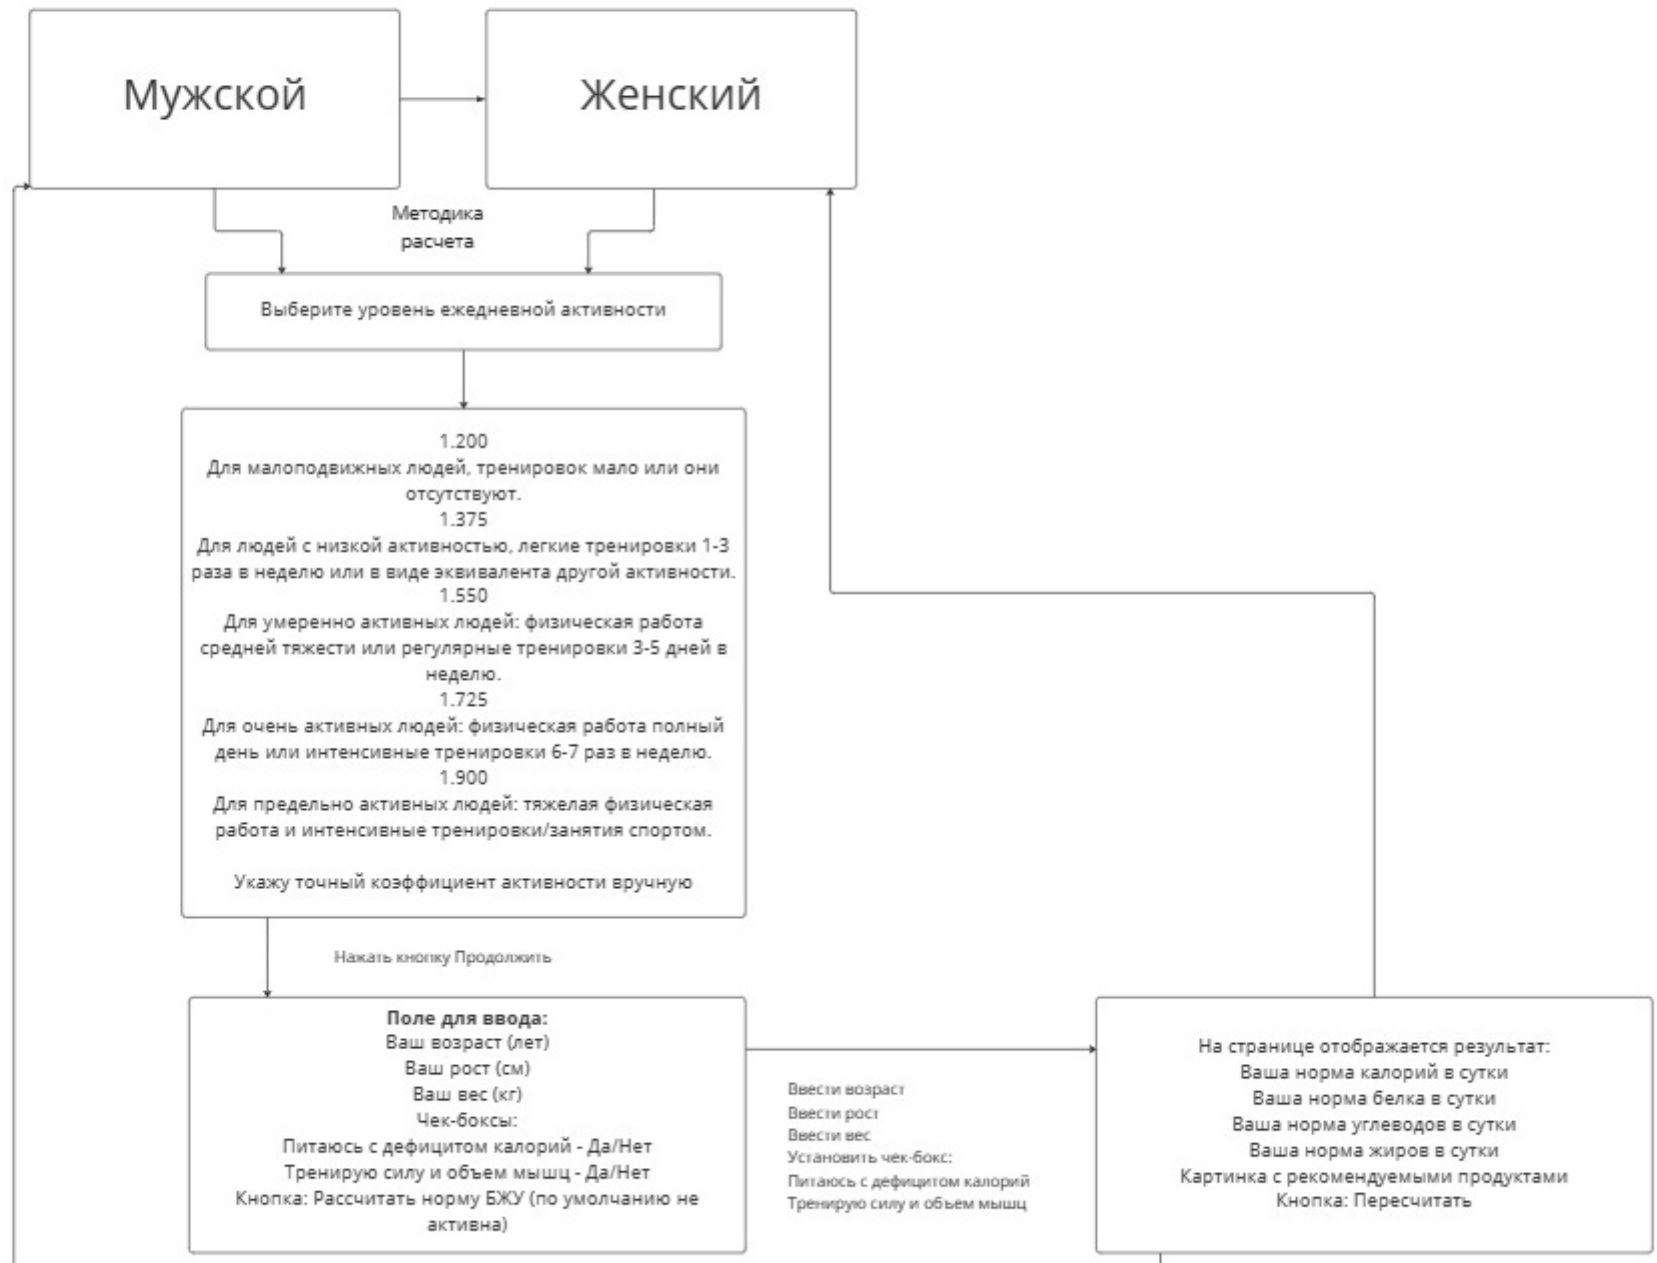 Мужской
Женский
Методика
расчета
Выберите уровень ежедневной активности
1.200
Для малоподвижных людей, тренировок мало или они
отсутствуют.
1.375
Для людей с низкой активностью, легкие тренировки 1-3
раза в неделю или в виде эквивалента другой активности.
1.550
Для умеренно активных людей: физическая работа
средней тяжести или регулярные тренировки 3-5 дней в
неделю.
1.725
Для очень активных людей: физическая работа полный
день или интенсивные тренировки 6-7 раз в неделю.
1.900
Для предельно активных людей: тяжелая физическая
работа и интенсивные тренировки/занятия спортом.
Укажу точный коэффициент активности вручную
Нажать кнопку Продолжить
Поле для ввода:
Ваш возраст (лет)
Ваш рост (см)
Ваш вес (кг)
Чек-боксы:
Питаюсь с дефицитом калорий - Да/Нет
Тренирую силу и объем мышц - Да/Нет
Кнопка: Рассчитать норму БЖУ (по умолчанию не
активна)
Ввести возраст
Ввести рост
Ввести вес
Установить чек-бокс:
Питаюсь с дефицитом калорий
Тренирую силу и объем мышц
На странице отображается результат:
Ваша норма калорий в сутки
Ваша норма белка в сутки
Ваша норма углеводов в сутки
Ваша норма жиров в сутки
Картинка с рекомендуемыми продуктами
Кнопка: Пересчитать